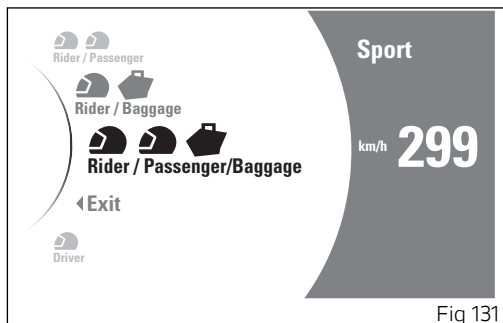 Rider / Passenger
Rider / Baggage
Rider / Passenger/Baggage
Exit
Driver
Sport
km/h 299
Fig 131